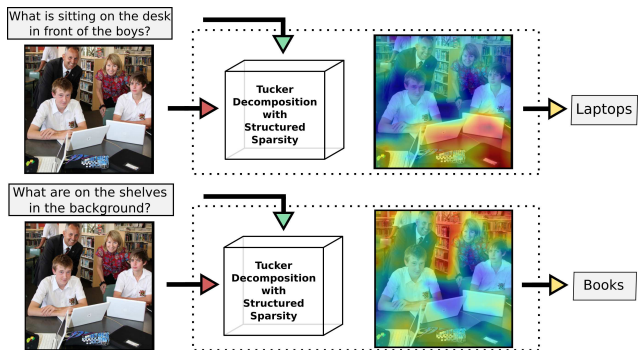 What is sitting on the desk
in front of the boys?
Tucker
Decomposition
with
Structured
Sparsity
Laptops
What are on the shelves
in the background?
Tucker
Decomposition
with
Structured
Sparsity
Books